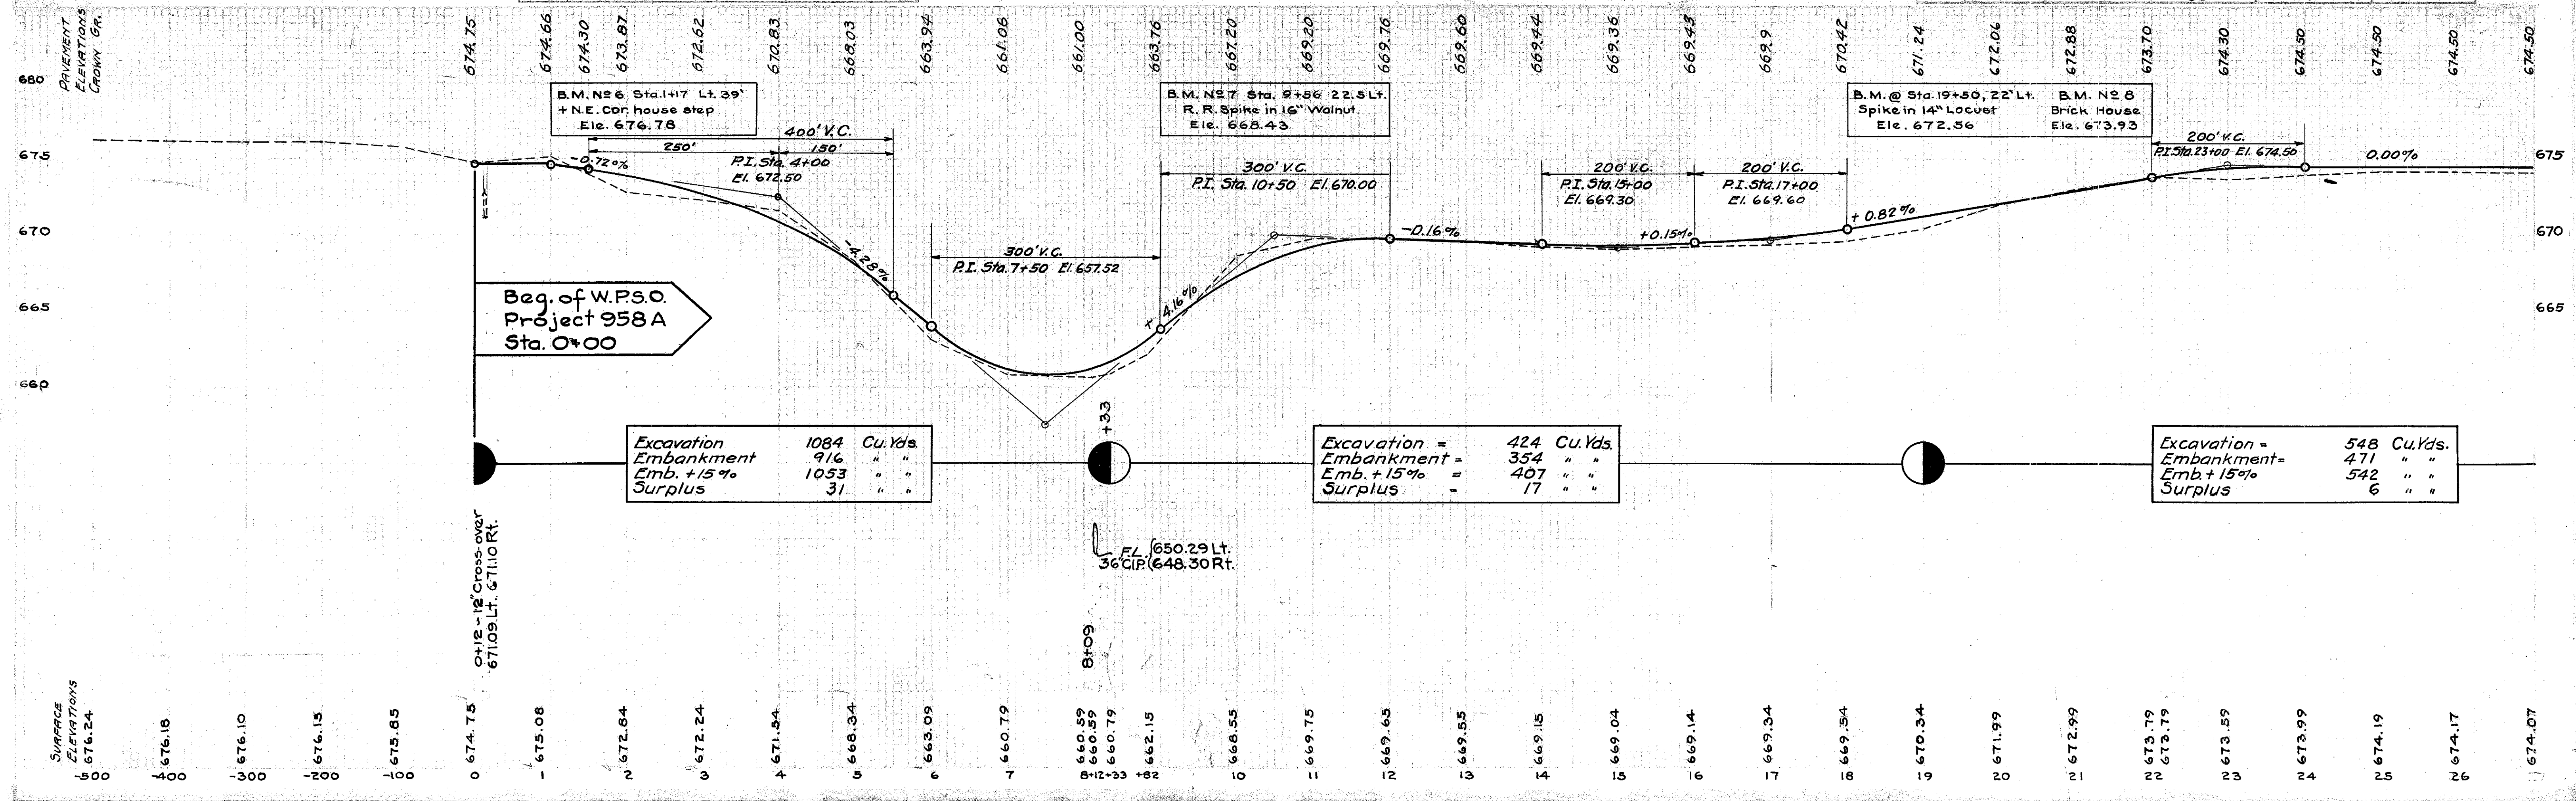 PAVEMENT
ELEVATIONS
CROWN GR.
674.75 674.66 674.30 673.87 672.62 670.83 668.03 663.94 661.06 661.00 663.76 667.20 669.20 669.76 669.60 669.44 669.36 669.43 669.9 670.42 671.24 672.06 672.88 673.70 674.30 674.50 674.50 674.50 674.50
680
B.M. Nº 6 Sta.1+17 Lt. 39'
+ N.E. Cor. house step
Ele. 676.78
B.M. Nº 7 Sta. 9+56 22.5 Lt.
R.R. Spike in 16" Walnut
Ele. 668.43
B.M. @ Sta. 19+50, 22' Lt. B.M. Nº 8
Spike in 14" Locust Brick House
Ele. 672.56 Ele. 673.93
675
400' V.C.
250' 150'
-0.72%
P.I. Sta. 4+00
El. 672.50
300' V.C.
P.I. Sta. 10+50 El. 670.00
200' V.C.
P.I. Sta. 15+00
El. 669.30
200' V.C.
P.I. Sta. 17+00
El. 669.60
200' V.C.
P.I. Sta. 23+00 El. 674.50
0.00%
675
670
-4.28%
300' V.C.
P.I. Sta. 7+50 El. 657.52
+ 4.16%
-0.16%
+0.15%
+ 0.82%
670
665
Beg. of W.P.S.O.
Project 958 A
Sta. 0+00
665
660
+33
Excavation 1084 Cu. Yds.
Embankment 916 " "
Emb. +15% 1053 " "
Surplus 31 " "
Excavation = 424 Cu. Yds.
Embankment = 354 " "
Emb. + 15% = 407 " "
Surplus - 17 " "
Excavation = 548 Cu. Yds.
Embankment = 471 " "
Emb. + 15% 542 " "
Surplus 6 " "
0+12 - 12" Cross-over
671.09 Lt. 671.10 Rt.
F.L. (650.29 Lt.
36" C.I.P. (648.30 Rt.
8+09
SURFACE
ELEVATIONS
676.24 676.18 676.10 676.15 675.85 674.75 675.08 672.84 672.24 671.54 668.34 663.09 660.79 660.59 660.59 660.79 662.15 668.55 669.75 669.65 669.55 669.15 669.04 669.14 669.34 669.54 670.34 671.99 672.99 673.79 673.79 673.59 673.99 674.19 674.17 674.07
-500 -400 -300 -200 -100 0 1 2 3 4 5 6 7 8+12+33 +82 10 11 12 13 14 15 16 17 18 19 20 21 22 23 24 25 26